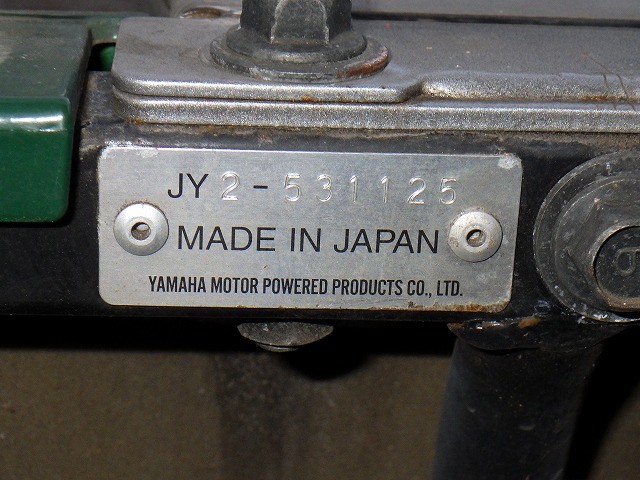 JY2-531125
MADE IN JAPAN
YAMAHA MOTOR POWERED PRODUCTS CO., LTD.